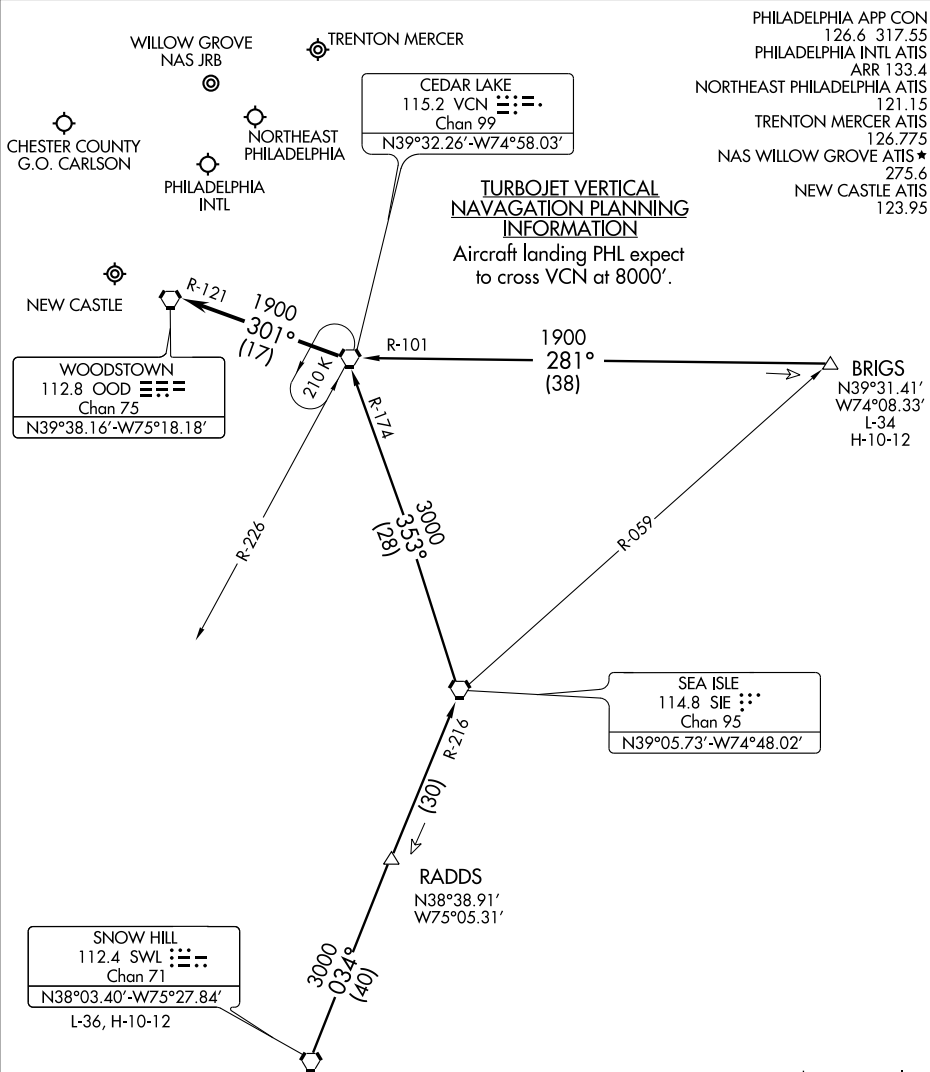 PHILADELPHIA APP CON
126.6 317.55
PHILADELPHIA INTL ATIS
ARR 133.4
NORTHEAST PHILADELPHIA ATIS
121.15
TRENTON MERCER ATIS
126.775
NAS WILLOW GROVE ATIS★
275.6
NEW CASTLE ATIS
123.95
WILLOW GROVE
NAS JRB
TRENTON MERCER
CHESTER COUNTY
G.O. CARLSON
NORTHEAST
PHILADELPHIA
PHILADELPHIA
INTL
CEDAR LAKE
115.2 VCN
Chan 99
N39°32.26'-W74°58.03'
TURBOJET VERTICAL
NAVAGATION PLANNING
INFORMATION
Aircraft landing PHL expect
to cross VCN at 8000'.
NEW CASTLE
R-121
1900
301°
(17)
210 K
R-101
1900
281°
(38)
BRIGS
N39°31.41'
W74°08.33'
L-34
H-10-12
WOODSTOWN
112.8 OOD
Chan 75
N39°38.16'-W75°18.18'
R-174
3000
353°
(28)
R-226
R-059
SEA ISLE
114.8 SIE
Chan 95
N39°05.73'-W74°48.02'
R-216
(30)
RADDS
N38°38.91'
W75°05.31'
3000
034°
(40)
SNOW HILL
112.4 SWL
Chan 71
N38°03.40'-W75°27.84'
L-36, H-10-12